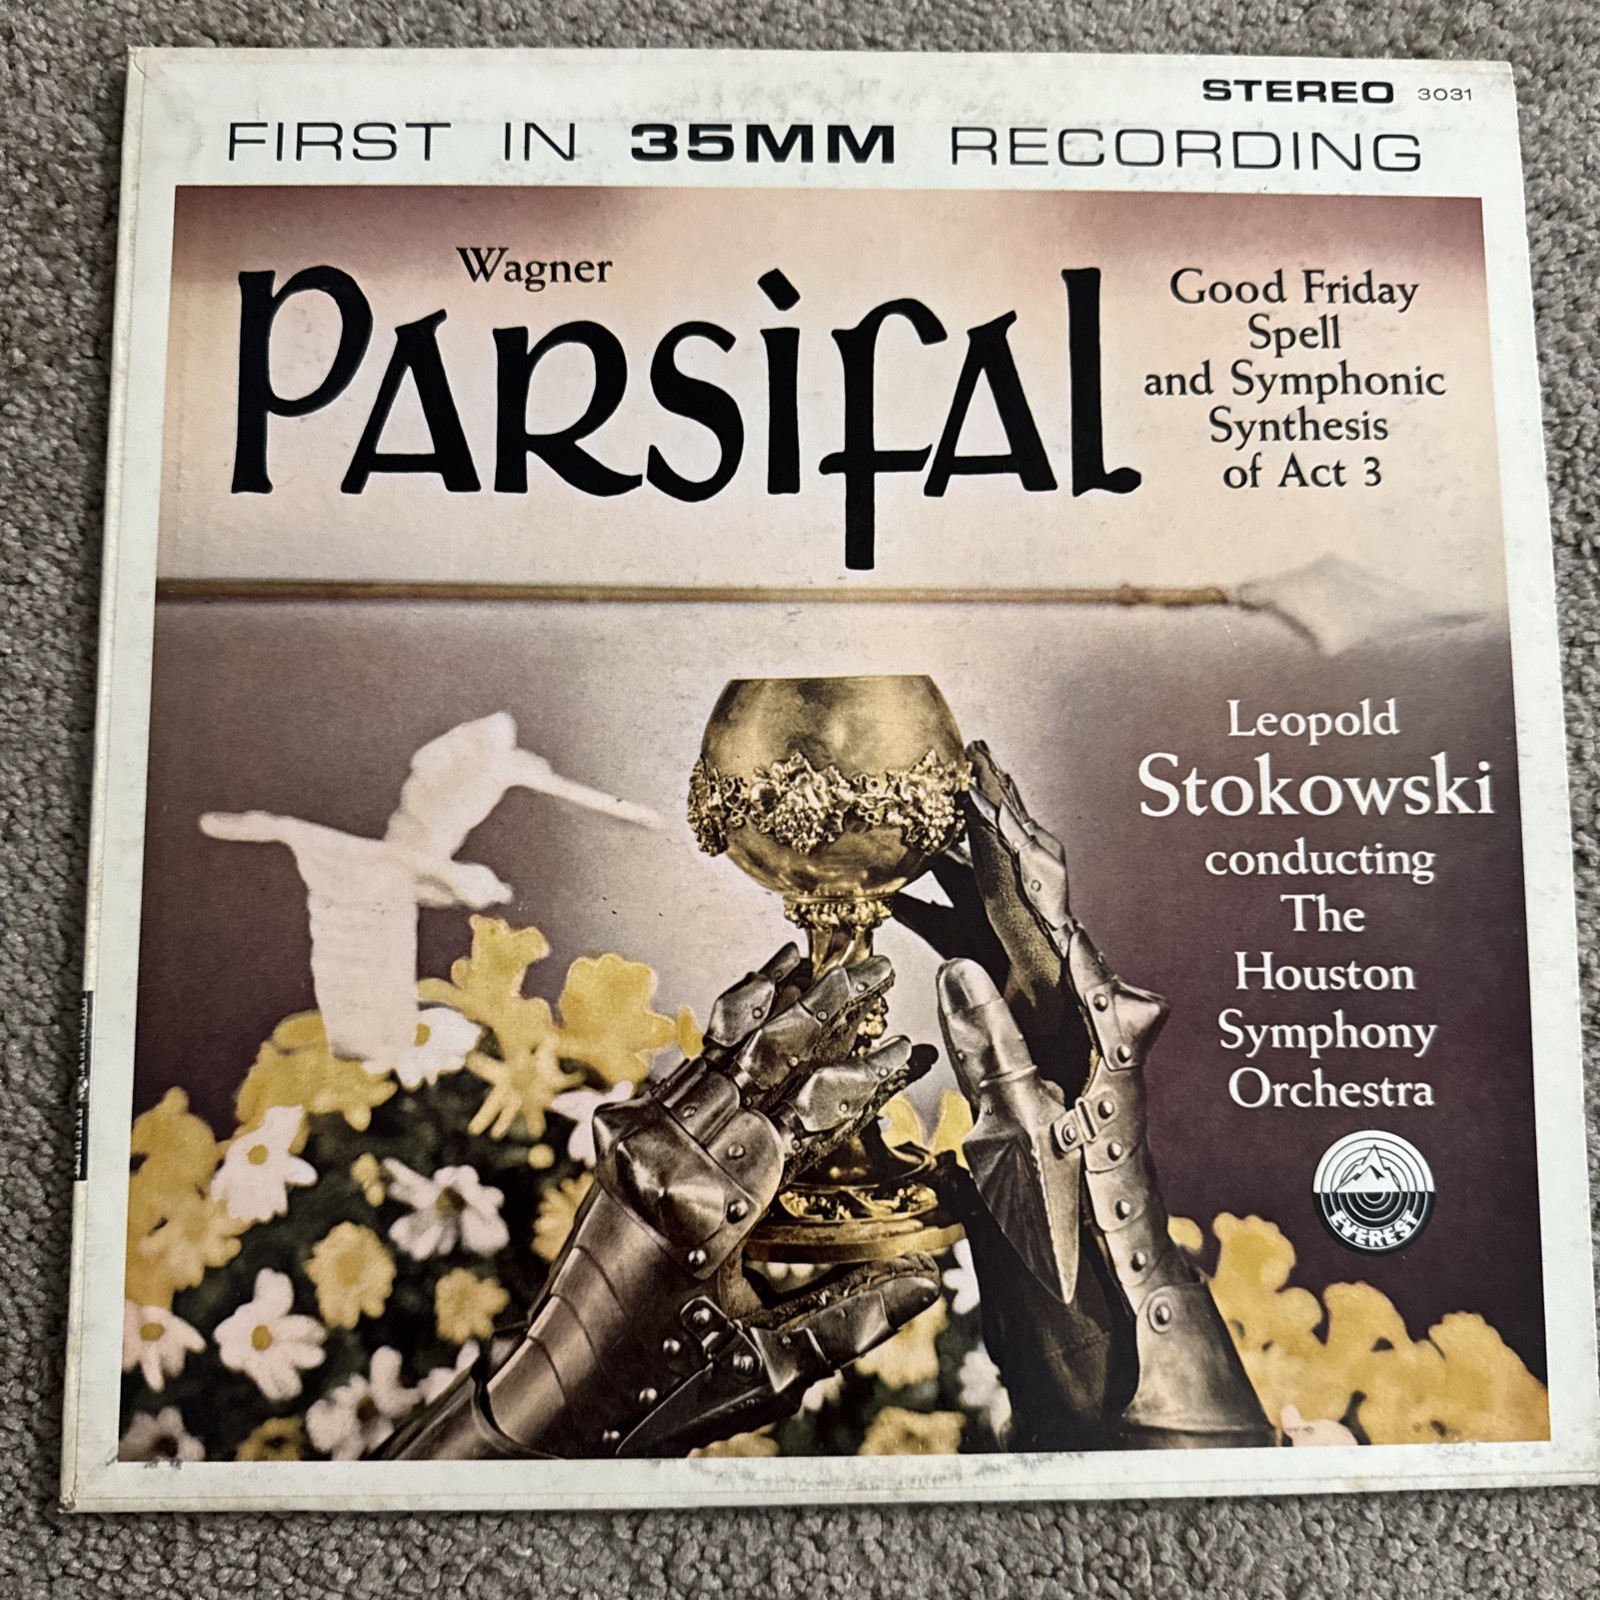 STEREO 3031
FIRST IN 35MM RECORDING
Wagner
PARSifAL
Good Friday
Spell
and Symphonic
Synthesis
of Act 3
Leopold
Stokowski
conducting
The
Houston
Symphony
Orchestra
EVEREST